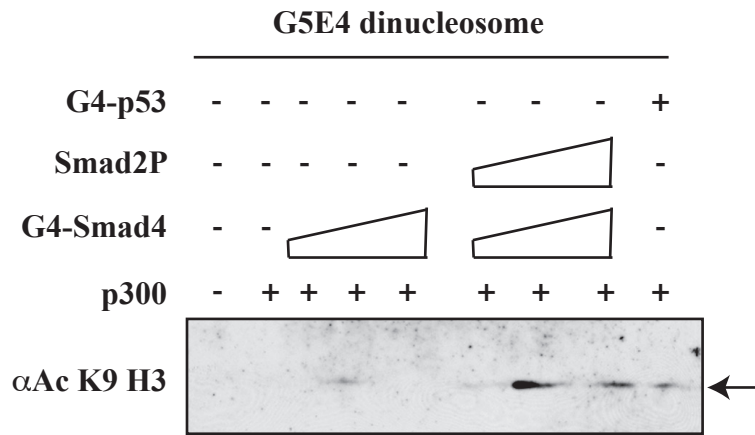 G5E4 dinucleosome
G4-p53 - - - - - - - - +
Smad2P - - - - - -
G4-Smad4 - - -
p300 - + + + + + + + +
αAc K9 H3